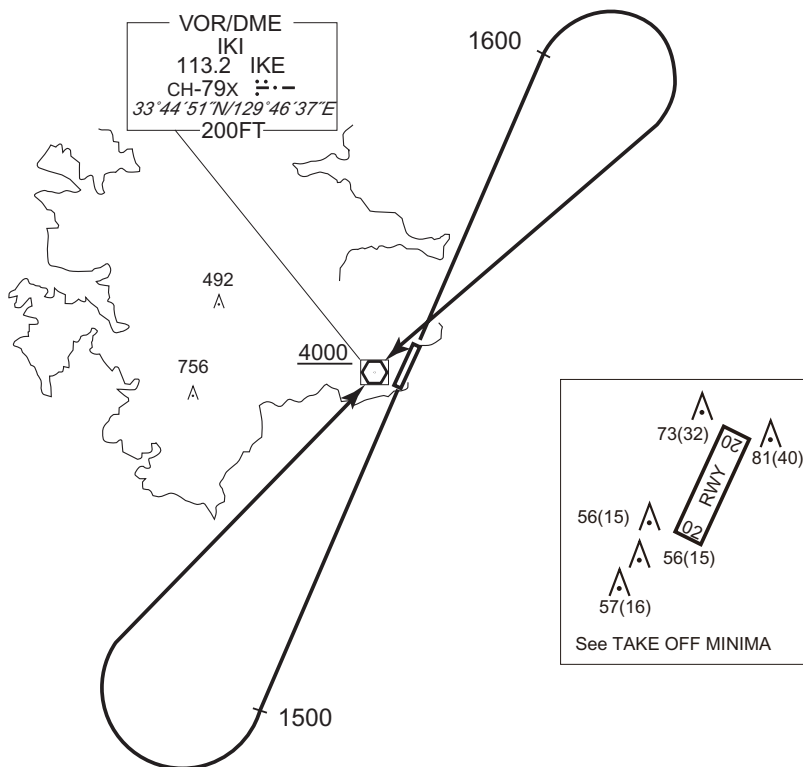 VOR/DME
IKI
113.2 IKE
CH-79X
33°44´51˝N/129°46´37˝E
200FT
1600
492
4000
756
73(32)
20
81(40)
RWY
56(15)
02
56(15)
57(16)
See TAKE OFF MINIMA
1500